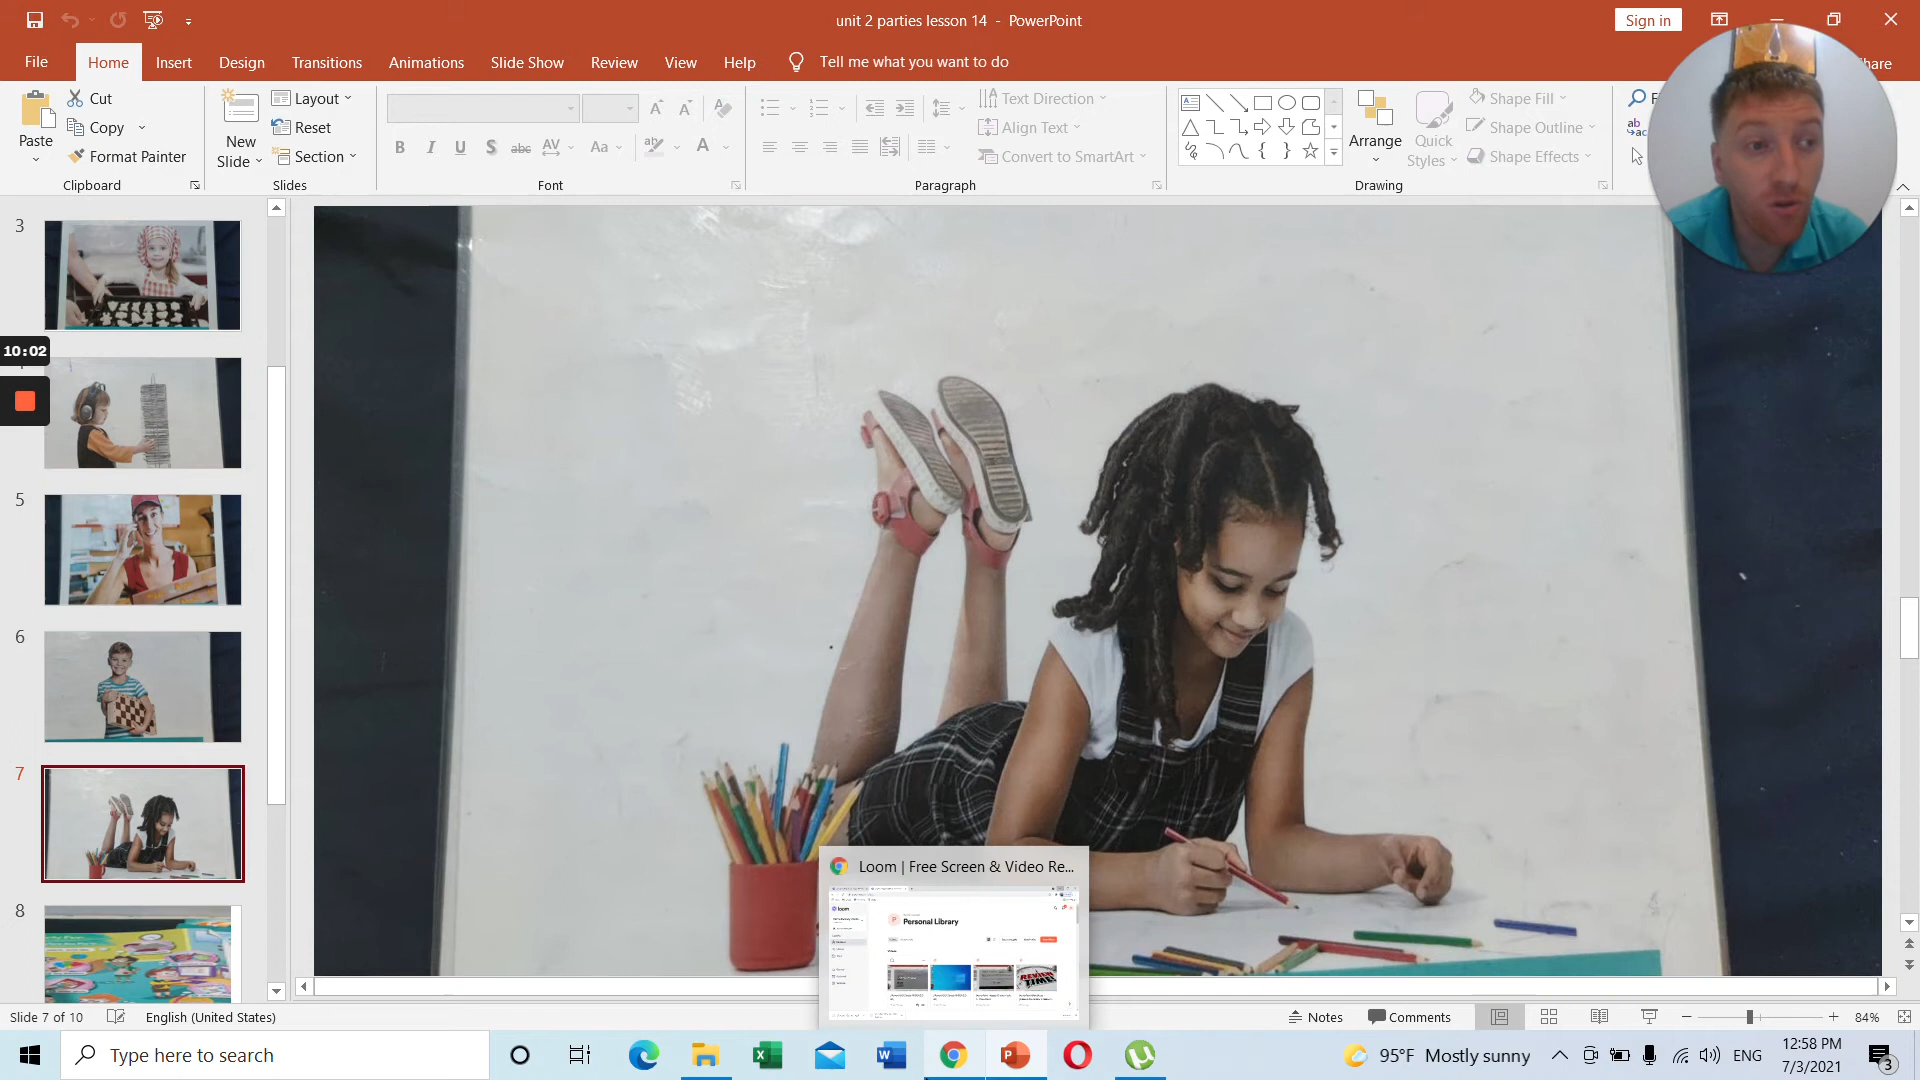 unit 2 parties lesson 14 - PowerPoint
Sign in
File
Home
Insert
Design
Transitions
Animations
Slide Show
Review
View
Help
Tell me what you want to do
Paste
Cut
Copy
Format Painter
Clipboard
New
Slide
Layout
Reset
Section
Slides
Font
Text Direction
Align Text
Convert to SmartArt
Paragraph
Arrange
Quick
Styles
Shape Fill
Shape Outline
Shape Effects
Drawing
3
10:02
5
6
7
8
Loom | Free Screen & Video Re...
loom
Personal Library
Slide 7 of 10
English (United States)
Notes
Comments
84%
Type here to search
95°F Mostly sunny
ENG
12:58 PM
7/3/2021
3